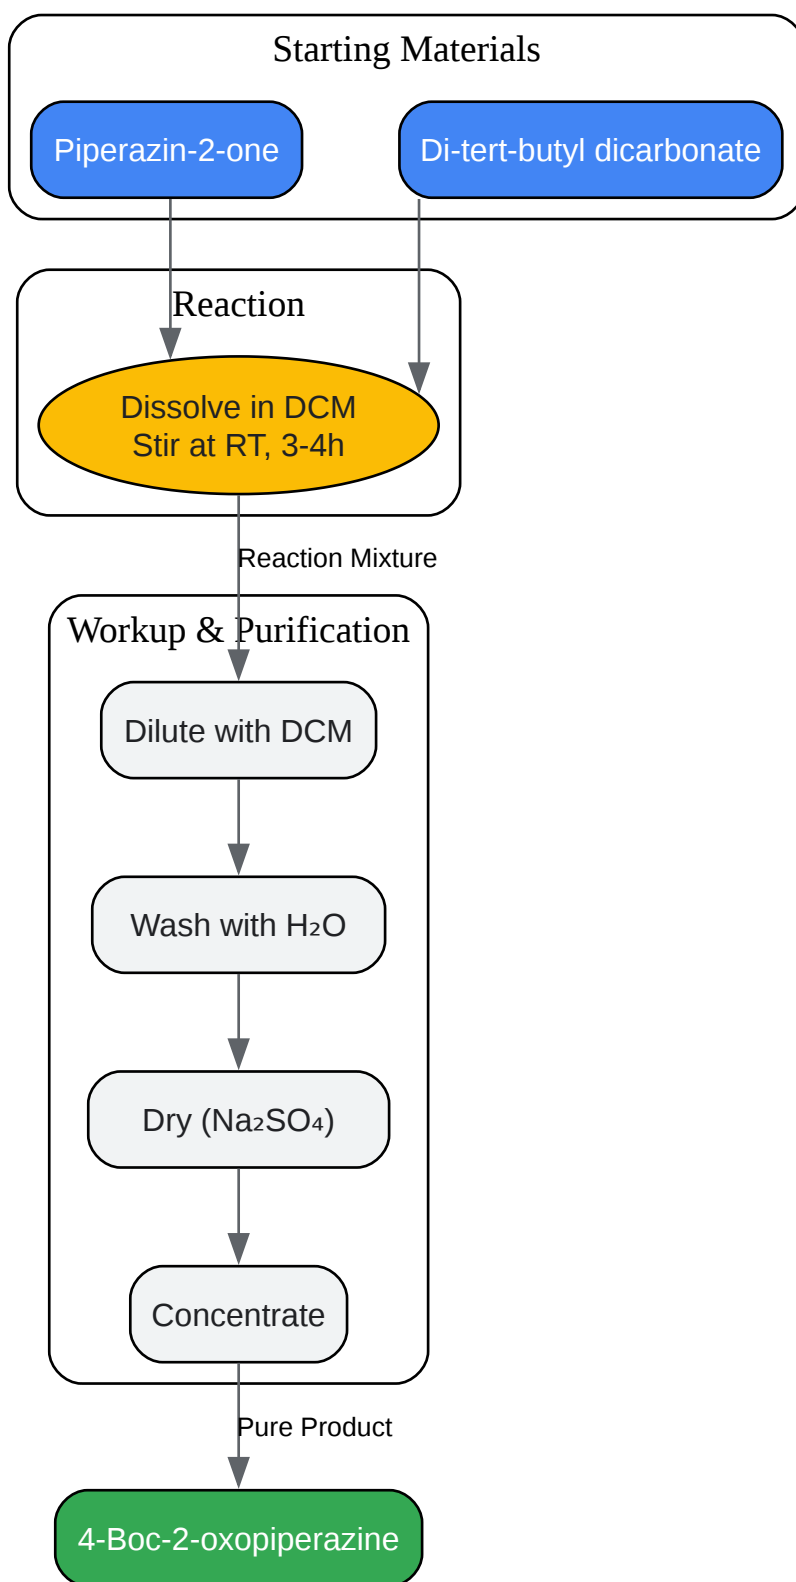 Starting Materials
Piperazin-2-one
Di-tert-butyl dicarbonate
Reaction
Dissolve in DCM
Stir at RT, 3-4h
Reaction Mixture
Workup & Purification
Dilute with DCM
Wash with H₂O
Dry (Na₂SO₄)
Concentrate
Pure Product
4-Boc-2-oxopiperazine